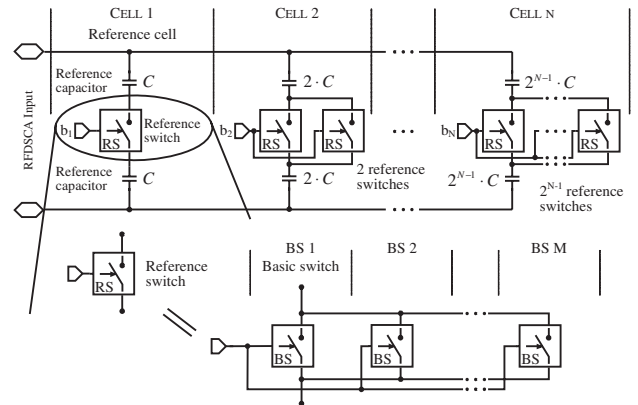 CELL 1 CELL 2 CELL N
Reference cell
Reference capacitor C 2 · C 2^{N−1} · C
RFDSCA Input
b1 RS Reference switch b2 RS RS bN RS RS
Reference capacitor C 2 · C 2 reference switches 2^{N−1} · C 2^{N-1} reference switches
BS 1 BS 2 BS M
Basic switch
RS Reference switch
BS BS BS